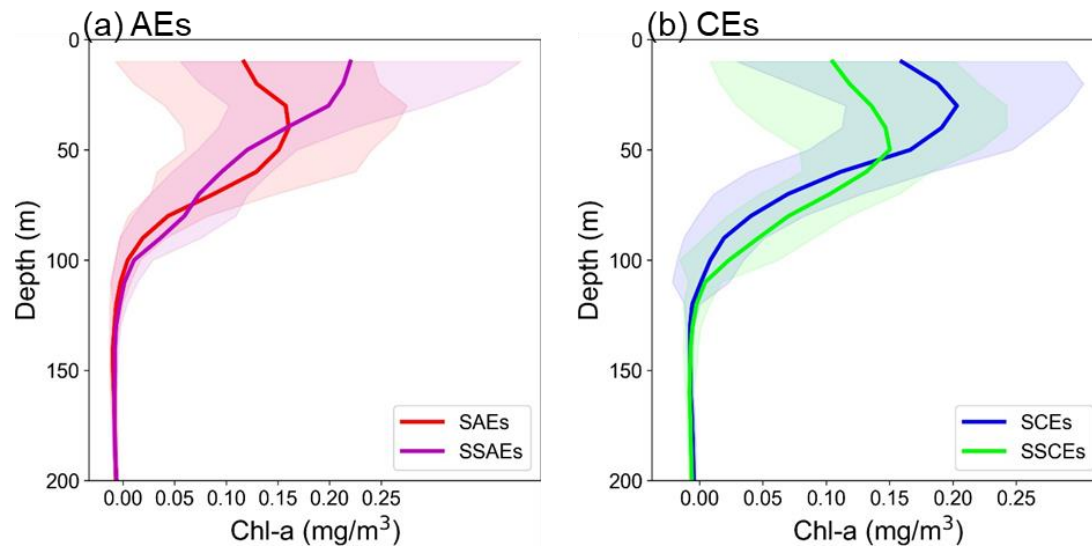 (a) AEs
0
50
100
150
200
Depth (m)
0.00 0.05 0.10 0.15 0.20 0.25
Chl-a (mg/m³)
SAEs
SSAEs
(b) CEs
0
50
100
150
200
Depth (m)
0.00 0.05 0.10 0.15 0.20 0.25
Chl-a (mg/m³)
SCEs
SSCEs